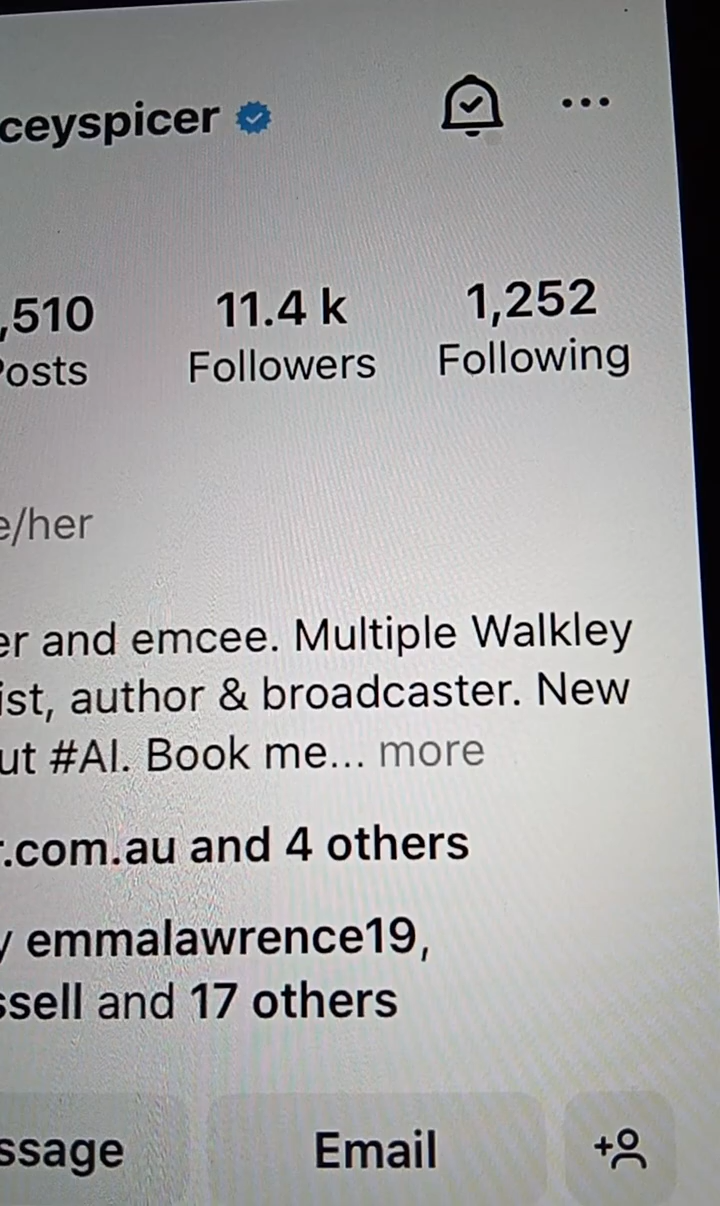 ceyspicer
,510 11.4 k 1,252
osts Followers Following
e/her
er and emcee. Multiple Walkley
ist, author & broadcaster. New
ut #AI. Book me... more
r.com.au and 4 others
y emmalawrence19,
ssell and 17 others
ssage Email